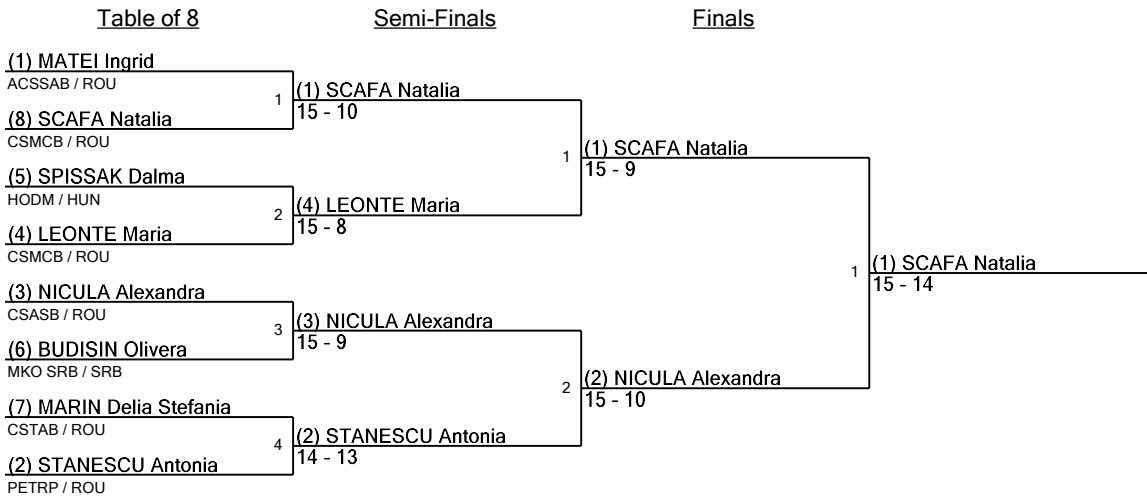 Table of 8 Semi-Finals Finals
(1) MATEI Ingrid
ACSSAB / ROU
1 (1) SCAFA Natalia
15 - 10
(8) SCAFA Natalia
CSMCB / ROU
1 (1) SCAFA Natalia
15 - 9
(5) SPISSAK Dalma
HODM / HUN
2 (4) LEONTE Maria
15 - 8
(4) LEONTE Maria
CSMCB / ROU
1 (1) SCAFA Natalia
15 - 14
(3) NICULA Alexandra
CSASB / ROU
3 (3) NICULA Alexandra
15 - 9
(6) BUDISIN Olivera
MKO SRB / SRB
2 (2) NICULA Alexandra
15 - 10
(7) MARIN Delia Stefania
CSTAB / ROU
4 (2) STANESCU Antonia
14 - 13
(2) STANESCU Antonia
PETRP / ROU